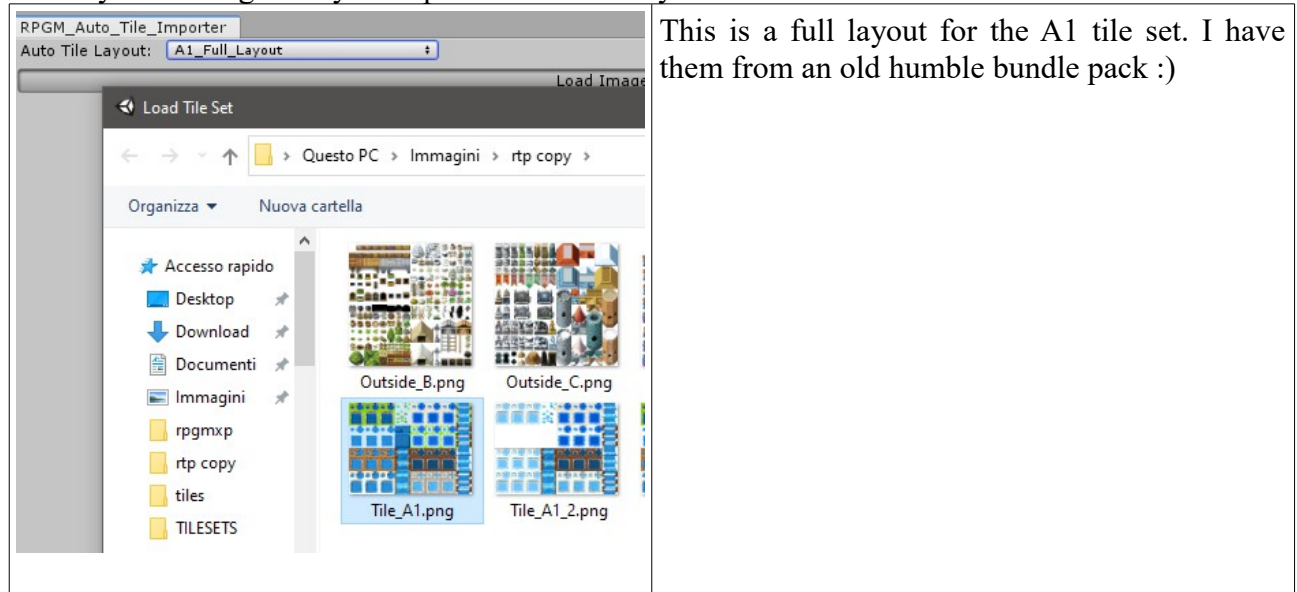 RPGM_Auto_Tile_Importer
Auto Tile Layout: A1_Full_Layout
Load Image
Load Tile Set
Questo PC > Immagini > rtp copy >
Organizza Nuova cartella
Accesso rapido
Desktop
Download
Documenti
Immagini
rpgmxp
rtp copy
tiles
TILESETS
Outside_B.png Outside_C.png
Tile_A1.png Tile_A1_2.png
This is a full layout for the A1 tile set. I have
them from an old humble bundle pack :)